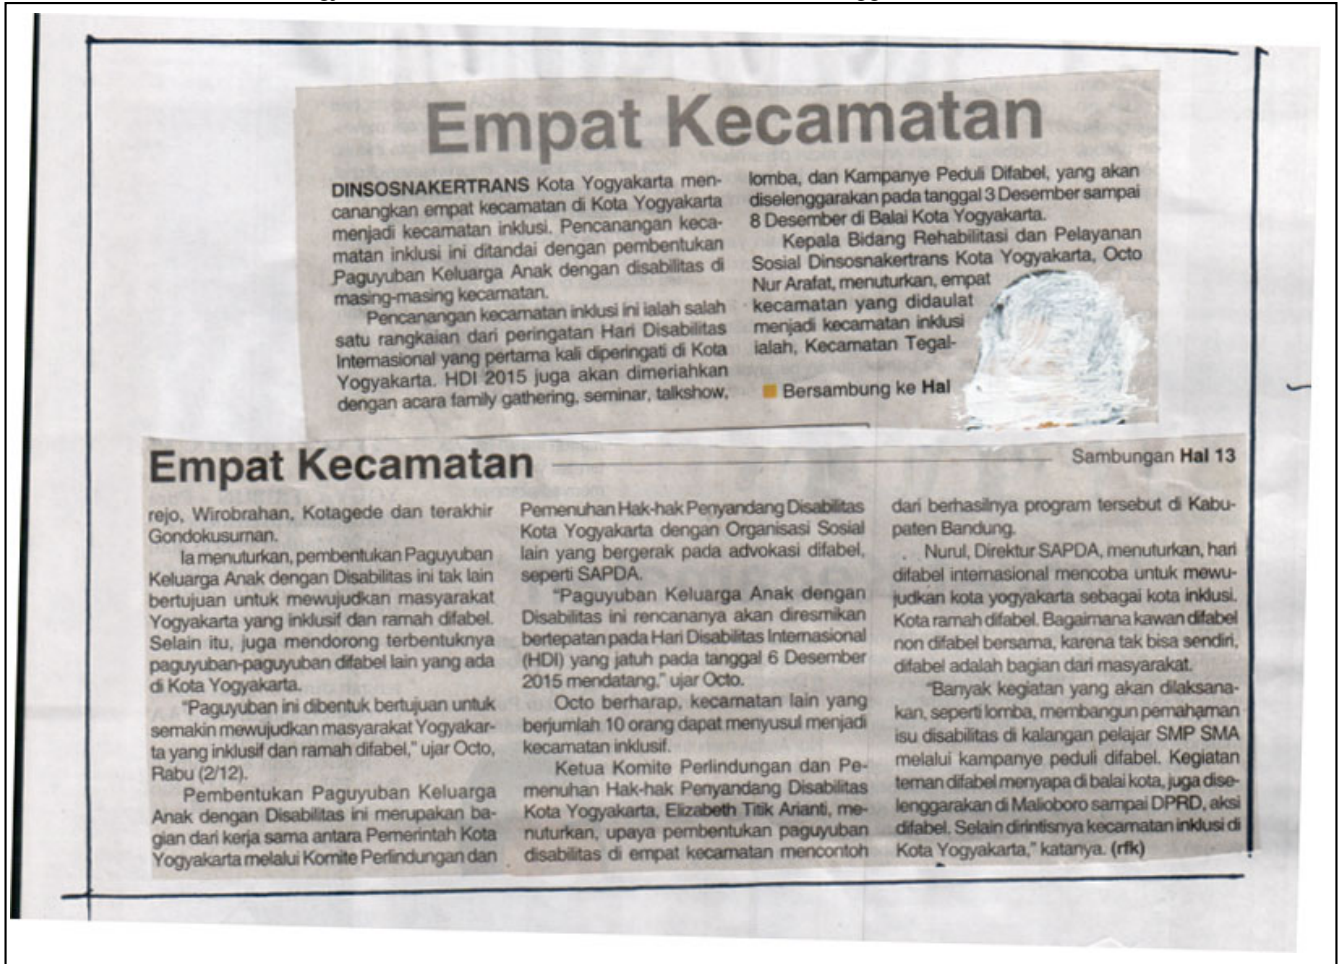 Empat Kecamatan
DINSOSNAKERTRANS Kota Yogyakarta men-
canangkan empat kecamatan di Kota Yogyakarta
menjadi kecamatan inklusi. Pencanangan keca-
matan inklusi ini ditandai dengan pembentukan
Paguyuban Keluarga Anak dengan disabilitas di
masing-masing kecamatan.
Pencanangan kecamatan inklusi ini ialah salah
satu rangkaian dari peringatan Hari Disabilitas
Internasional yang pertama kali diperingati di Kota
Yogyakarta. HDI 2015 juga akan dimeriahkan
dengan acara family gathering, seminar, talkshow,
lomba, dan Kampanye Peduli Difabel, yang akan
diselenggarakan pada tanggal 3 Desember sampai
8 Desember di Balai Kota Yogyakarta.
Kepala Bidang Rehabilitasi dan Pelayanan
Sosial Dinsosnakertrans Kota Yogyakarta, Octo
Nur Arafat, menuturkan, empat
kecamatan yang didaulat
menjadi kecamatan inklusi
ialah, Kecamatan Tegal-
Bersambung ke Hal
Empat Kecamatan
Sambungan Hal 13
rejo, Wirobrahan, Kotagede dan terakhir
Gondokusuman.
Ia menuturkan, pembentukan Paguyuban
Keluarga Anak dengan Disabilitas ini tak lain
bertujuan untuk mewujudkan masyarakat
Yogyakarta yang inklusif dan ramah difabel.
Selain itu, juga mendorong terbentuknya
paguyuban-paguyuban difabel lain yang ada
di Kota Yogyakarta.
"Paguyuban ini dibentuk bertujuan untuk
semakin mewujudkan masyarakat Yogyakar-
ta yang inklusif dan ramah difabel," ujar Octo,
Rabu (2/12).
Pembentukan Paguyuban Keluarga
Anak dengan Disabilitas ini merupakan ba-
gian dari kerja sama antara Pemerintah Kota
Yogyakarta melalui Komite Perlindungan dan
Pemenuhan Hak-hak Penyandang Disabilitas
Kota Yogyakarta dengan Organisasi Sosial
lain yang bergerak pada advokasi difabel,
seperti SAPDA.
"Paguyuban Keluarga Anak dengan
Disabilitas ini rencananya akan diresmikan
bertepatan pada Hari Disabilitas Internasional
(HDI) yang jatuh pada tanggal 6 Desember
2015 mendatang," ujar Octo.
Octo berharap, kecamatan lain yang
berjumlah 10 orang dapat menyusul menjadi
kecamatan inklusif.
Ketua Komite Perlindungan dan Pe-
menuhan Hak-hak Penyandang Disabilitas
Kota Yogyakarta, Elizabeth Titik Arianti, me-
nuturkan, upaya pembentukan paguyuban
disabilitas di empat kecamatan mencontoh
dari berhasilnya program tersebut di Kabu-
paten Bandung.
Nurul, Direktur SAPDA, menuturkan, hari
difabel internasional mencoba untuk mewu-
judkan kota yogyakarta sebagai kota inklusi.
Kota ramah difabel. Bagaimana kawan difabel
non difabel bersama, karena tak bisa sendiri,
difabel adalah bagian dari masyarakat.
"Banyak kegiatan yang akan dilaksana-
kan, seperti lomba, membangun pemahaman
isu disabilitas di kalangan pelajar SMP SMA
melalui kampanye peduli difabel. Kegiatan
teman difabel menyapa di balai kota, juga dise-
lenggarakan di Malioboro sampai DPRD, aksi
difabel. Selain dirintisnya kecamatan inklusi di
Kota Yogyakarta," katanya. (rfk)